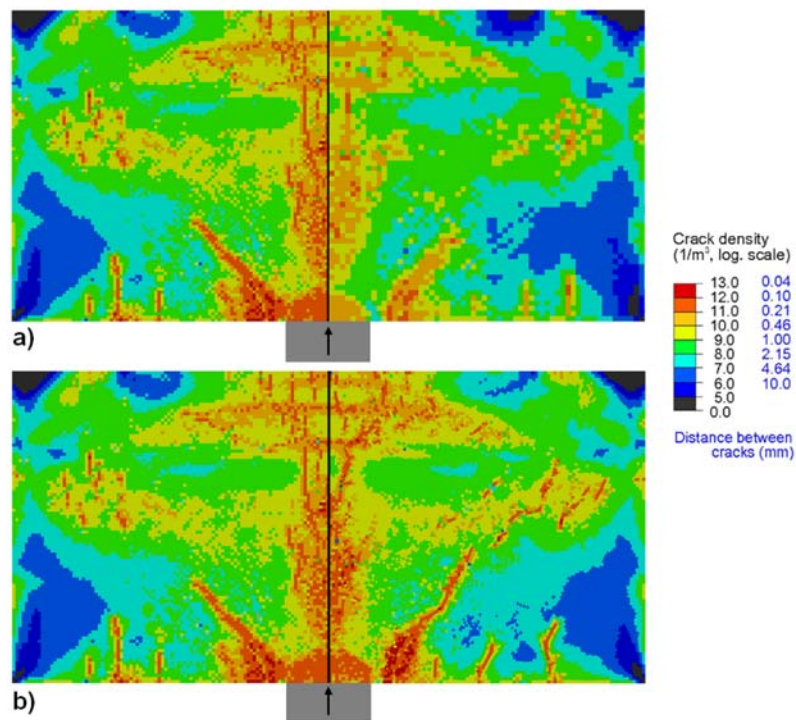 Crack density
(1/m³, log. scale)
13.0 0.04
12.0 0.10
11.0 0.21
10.0 0.46
9.0 1.00
8.0 2.15
7.0 4.64
6.0 10.0
5.0
0.0
Distance between
cracks (mm)
a)
b)